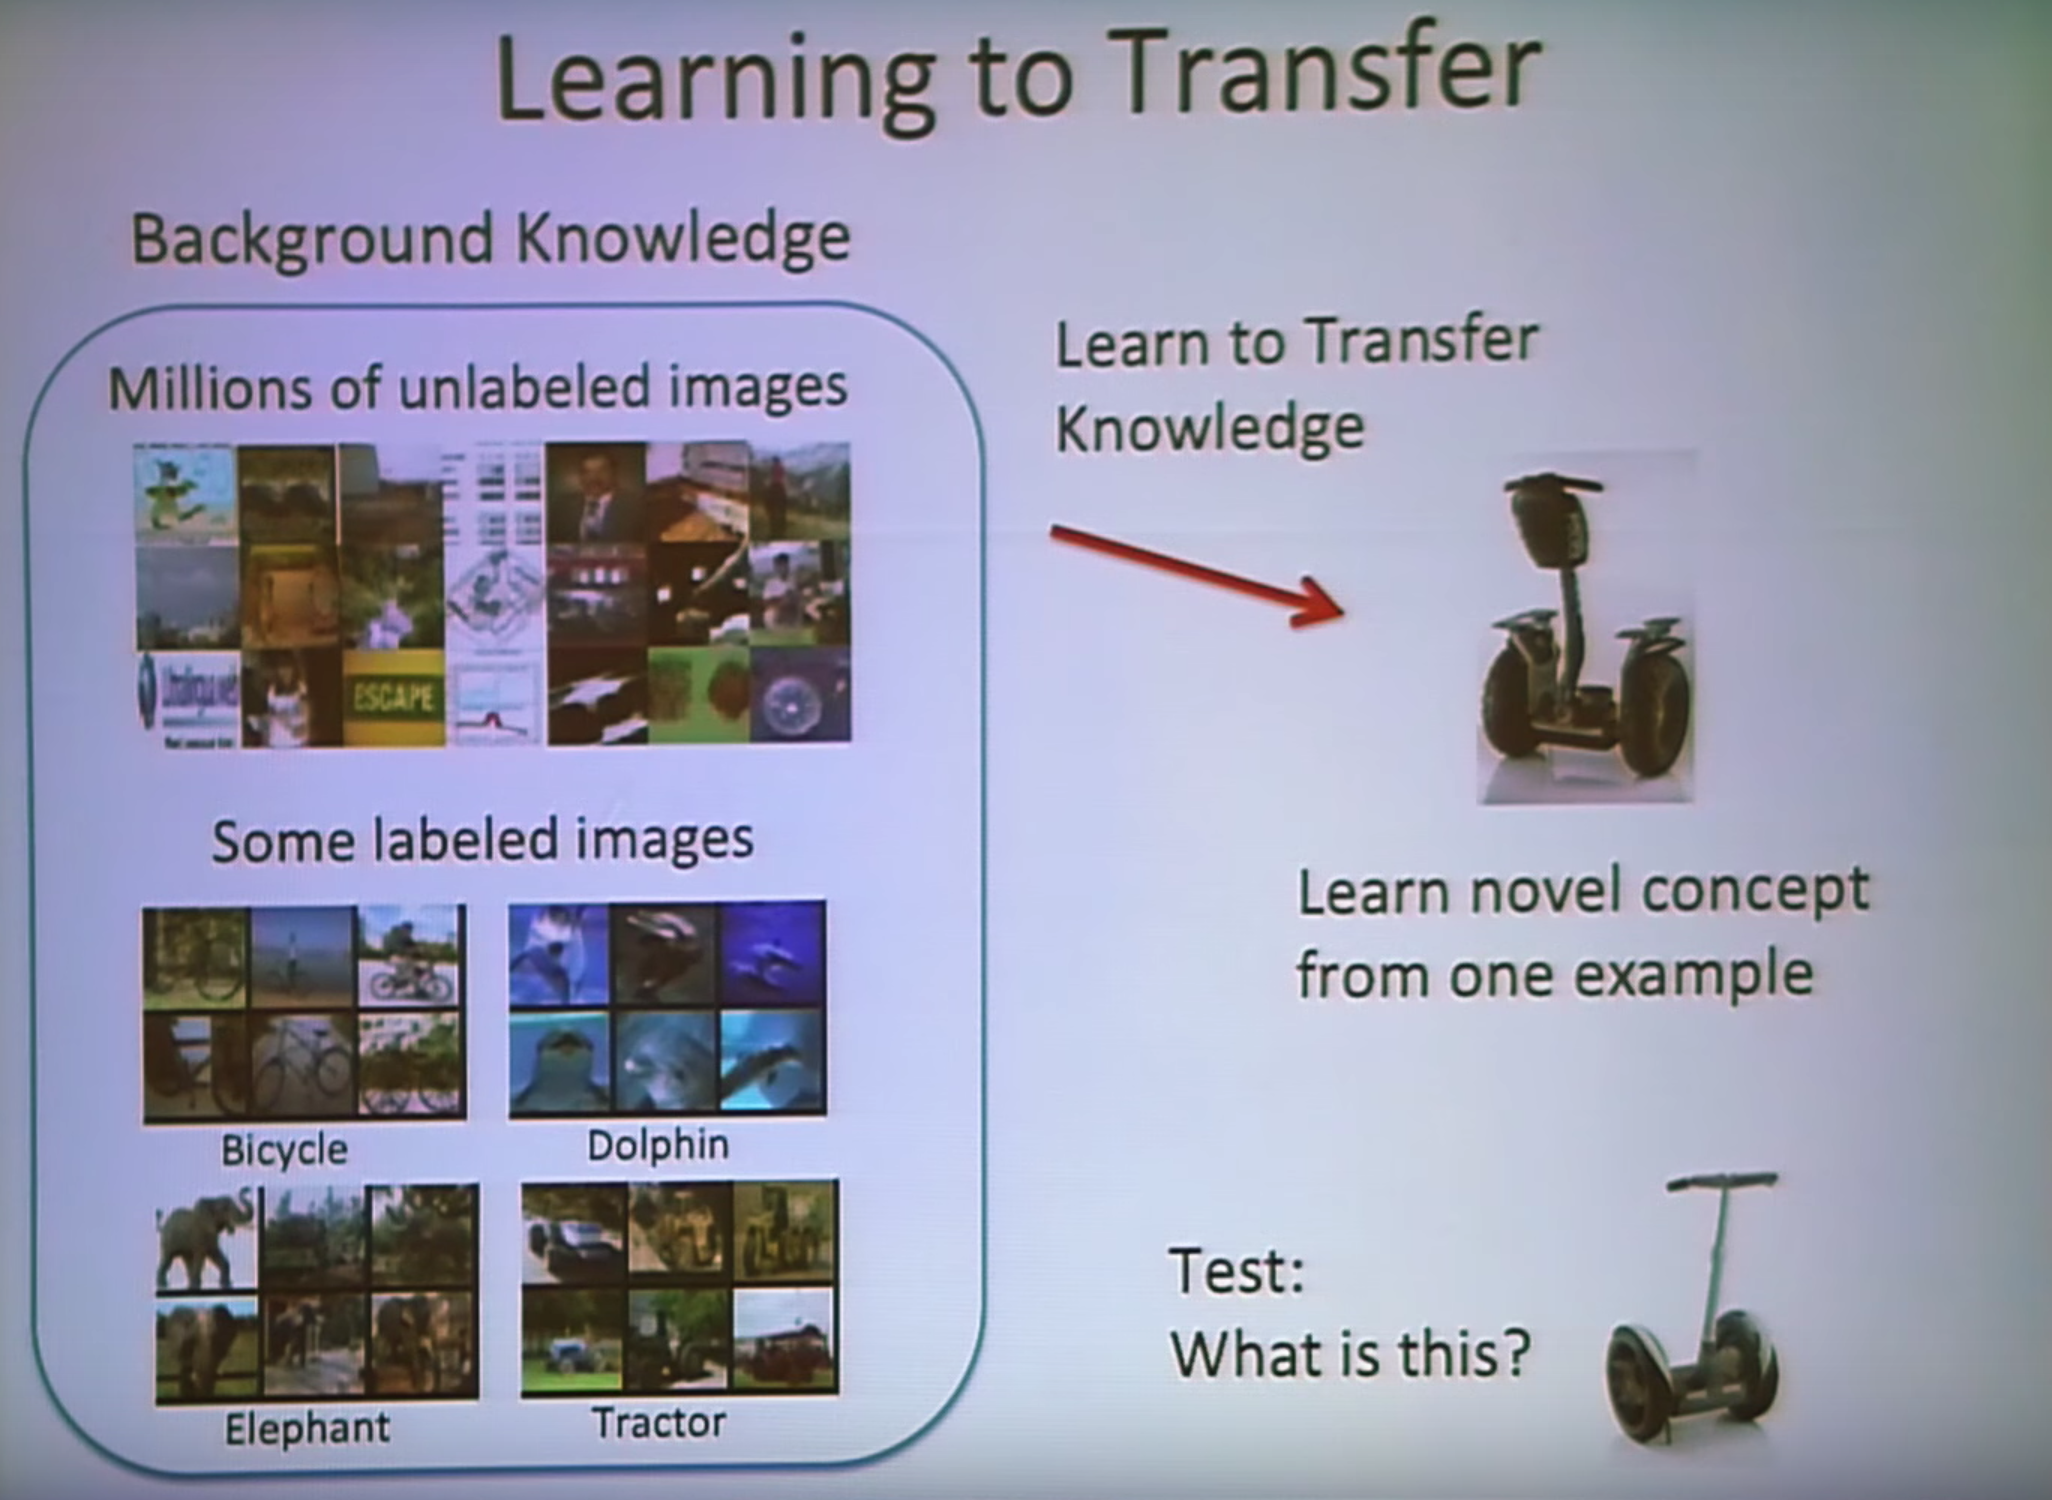 Learning to Transfer
Background Knowledge
Millions of unlabeled images
ESCAPE
Some labeled images
Bicycle
Dolphin
Elephant
Tractor
Learn to Transfer
Knowledge
Learn novel concept
from one example
Test:
What is this?